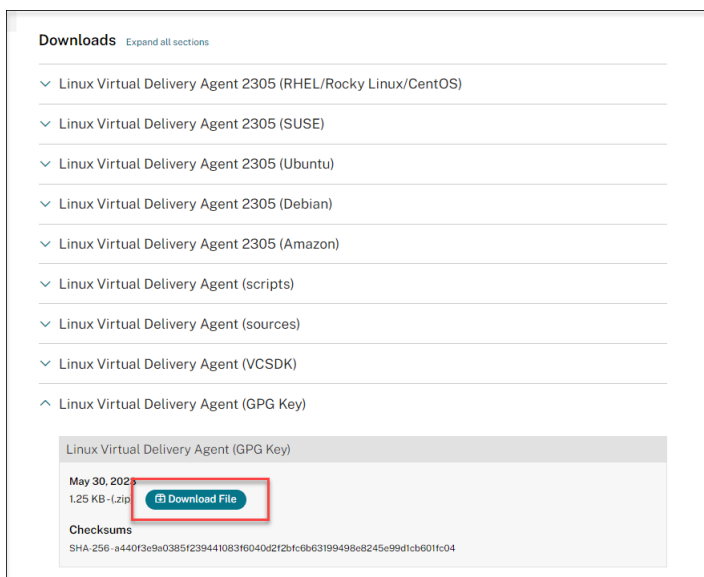 Downloads Expand all sections
Linux Virtual Delivery Agent 2305 (RHEL/Rocky Linux/CentOS)
Linux Virtual Delivery Agent 2305 (SUSE)
Linux Virtual Delivery Agent 2305 (Ubuntu)
Linux Virtual Delivery Agent 2305 (Debian)
Linux Virtual Delivery Agent 2305 (Amazon)
Linux Virtual Delivery Agent (scripts)
Linux Virtual Delivery Agent (sources)
Linux Virtual Delivery Agent (VCSDK)
Linux Virtual Delivery Agent (GPG Key)
Linux Virtual Delivery Agent (GPG Key)
May 30, 2023
1.25 KB - (.zip) Download File
Checksums
SHA-256 - a440f3e9a0385f239441083f6040d2f2bfc6b63199498e8245e99d1cb601fc04